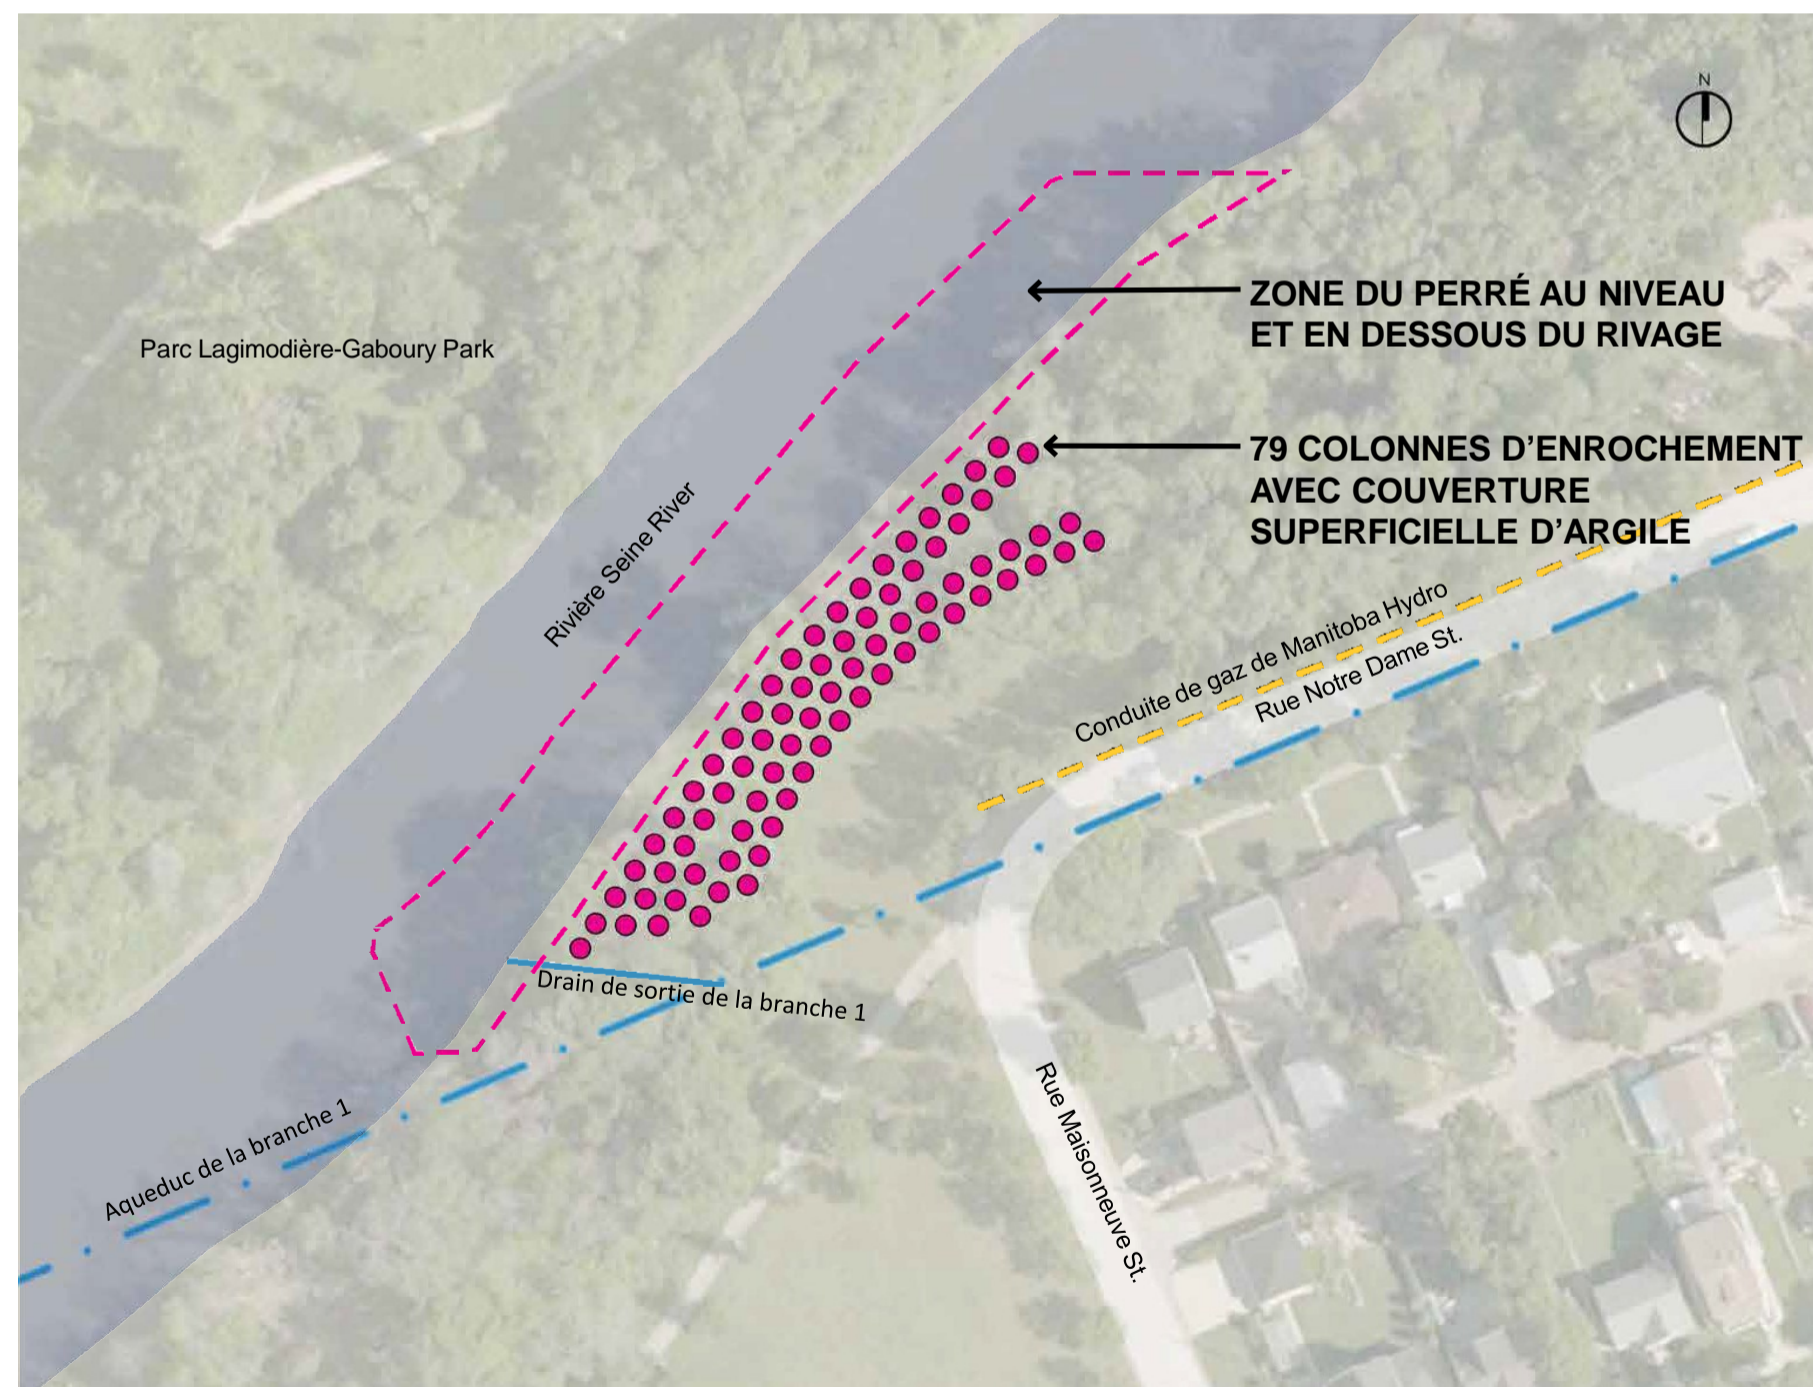 N
ZONE DU PERRÉ AU NIVEAU
ET EN DESSOUS DU RIVAGE
Parc Lagimodière-Gaboury Park
79 COLONNES D’ENROCHEMENT
AVEC COUVERTURE
SUPERFICIELLE D’ARGILE
Rivière Seine River
Conduite de gaz de Manitoba Hydro
Rue Notre Dame St.
Drain de sortie de la branche 1
Aqueduc de la branche 1
Rue Maisonneuve St.